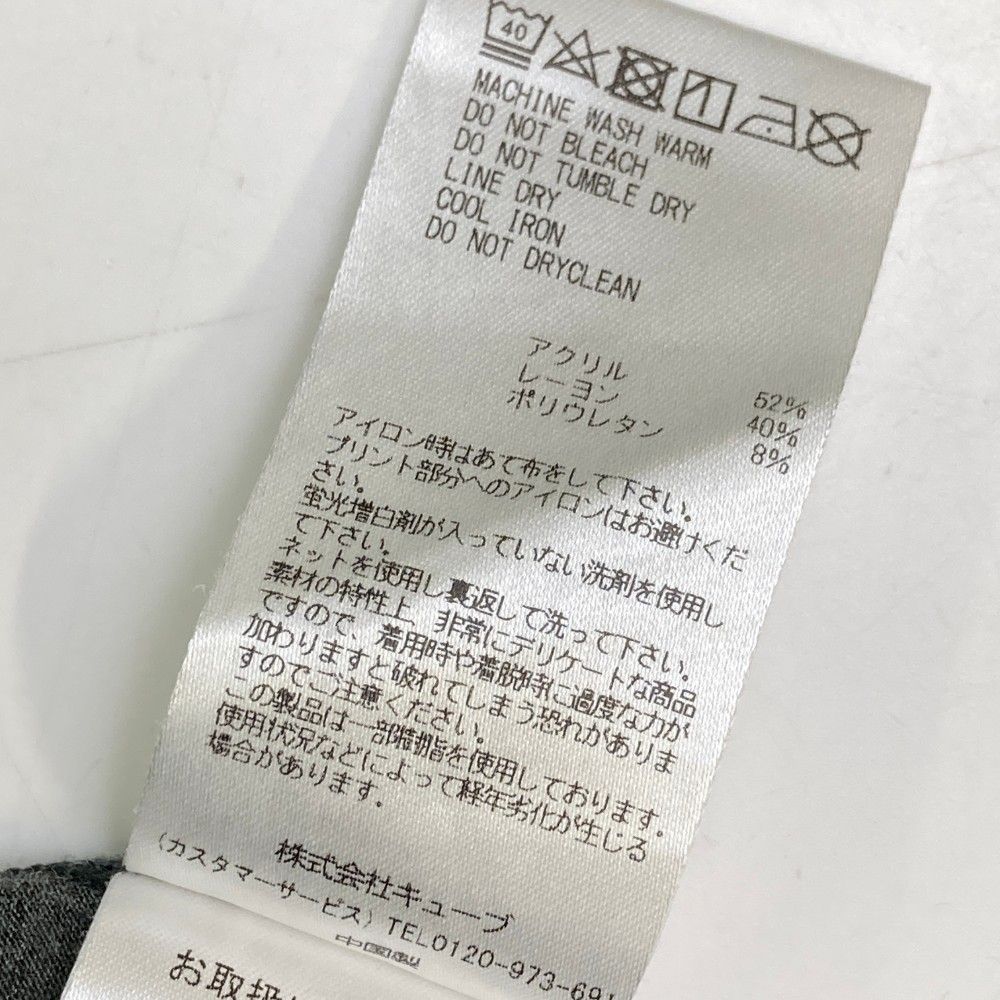 40
MACHINE WASH WARM
DO NOT BLEACH
DO NOT TUMBLE DRY
LINE DRY
COOL IRON
DO NOT DRYCLEAN
アクリル 52%
レーヨン 40%
ポリウレタン 8%
アイロン時はあて布をして下さい。
プリント部分へのアイロンはお避けくだ
さい。
蛍光増白剤が入っていない洗剤を使用し
て下さい。
ネットを使用し裏返して洗って下さい。
素材の特性上、非常にデリケートな商品
ですので、着用時や着脱時に過度な力が
加わりますと破れてしまう恐れがありま
すのでご注意ください。
この製品は一部樹脂を使用しております。
使用状況などによって経年劣化が生じる
場合があります。
株式会社キューブ
(カスタマーサービス) TEL0120-973-691
中国製
お取扱